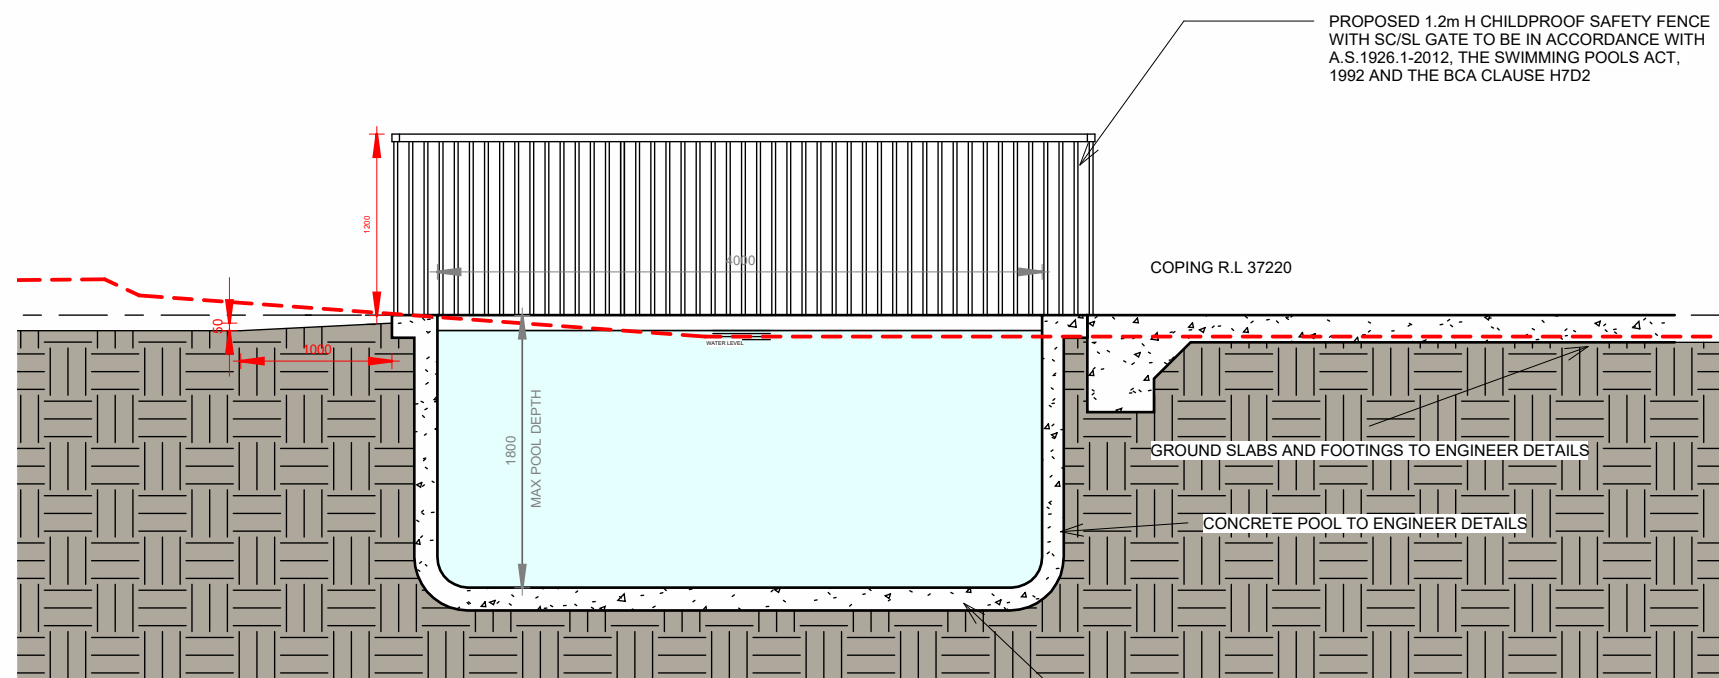 PROPOSED 1.2m H CHILDPROOF SAFETY FENCE
WITH SC/SL GATE TO BE IN ACCORDANCE WITH
A.S.1926.1-2012, THE SWIMMING POOLS ACT,
1992 AND THE BCA CLAUSE H7D2
1200
4000
COPING R.L 37220
50
1000
WATER LEVEL
1800
MAX POOL DEPTH
GROUND SLABS AND FOOTINGS TO ENGINEER DETAILS
CONCRETE POOL TO ENGINEER DETAILS